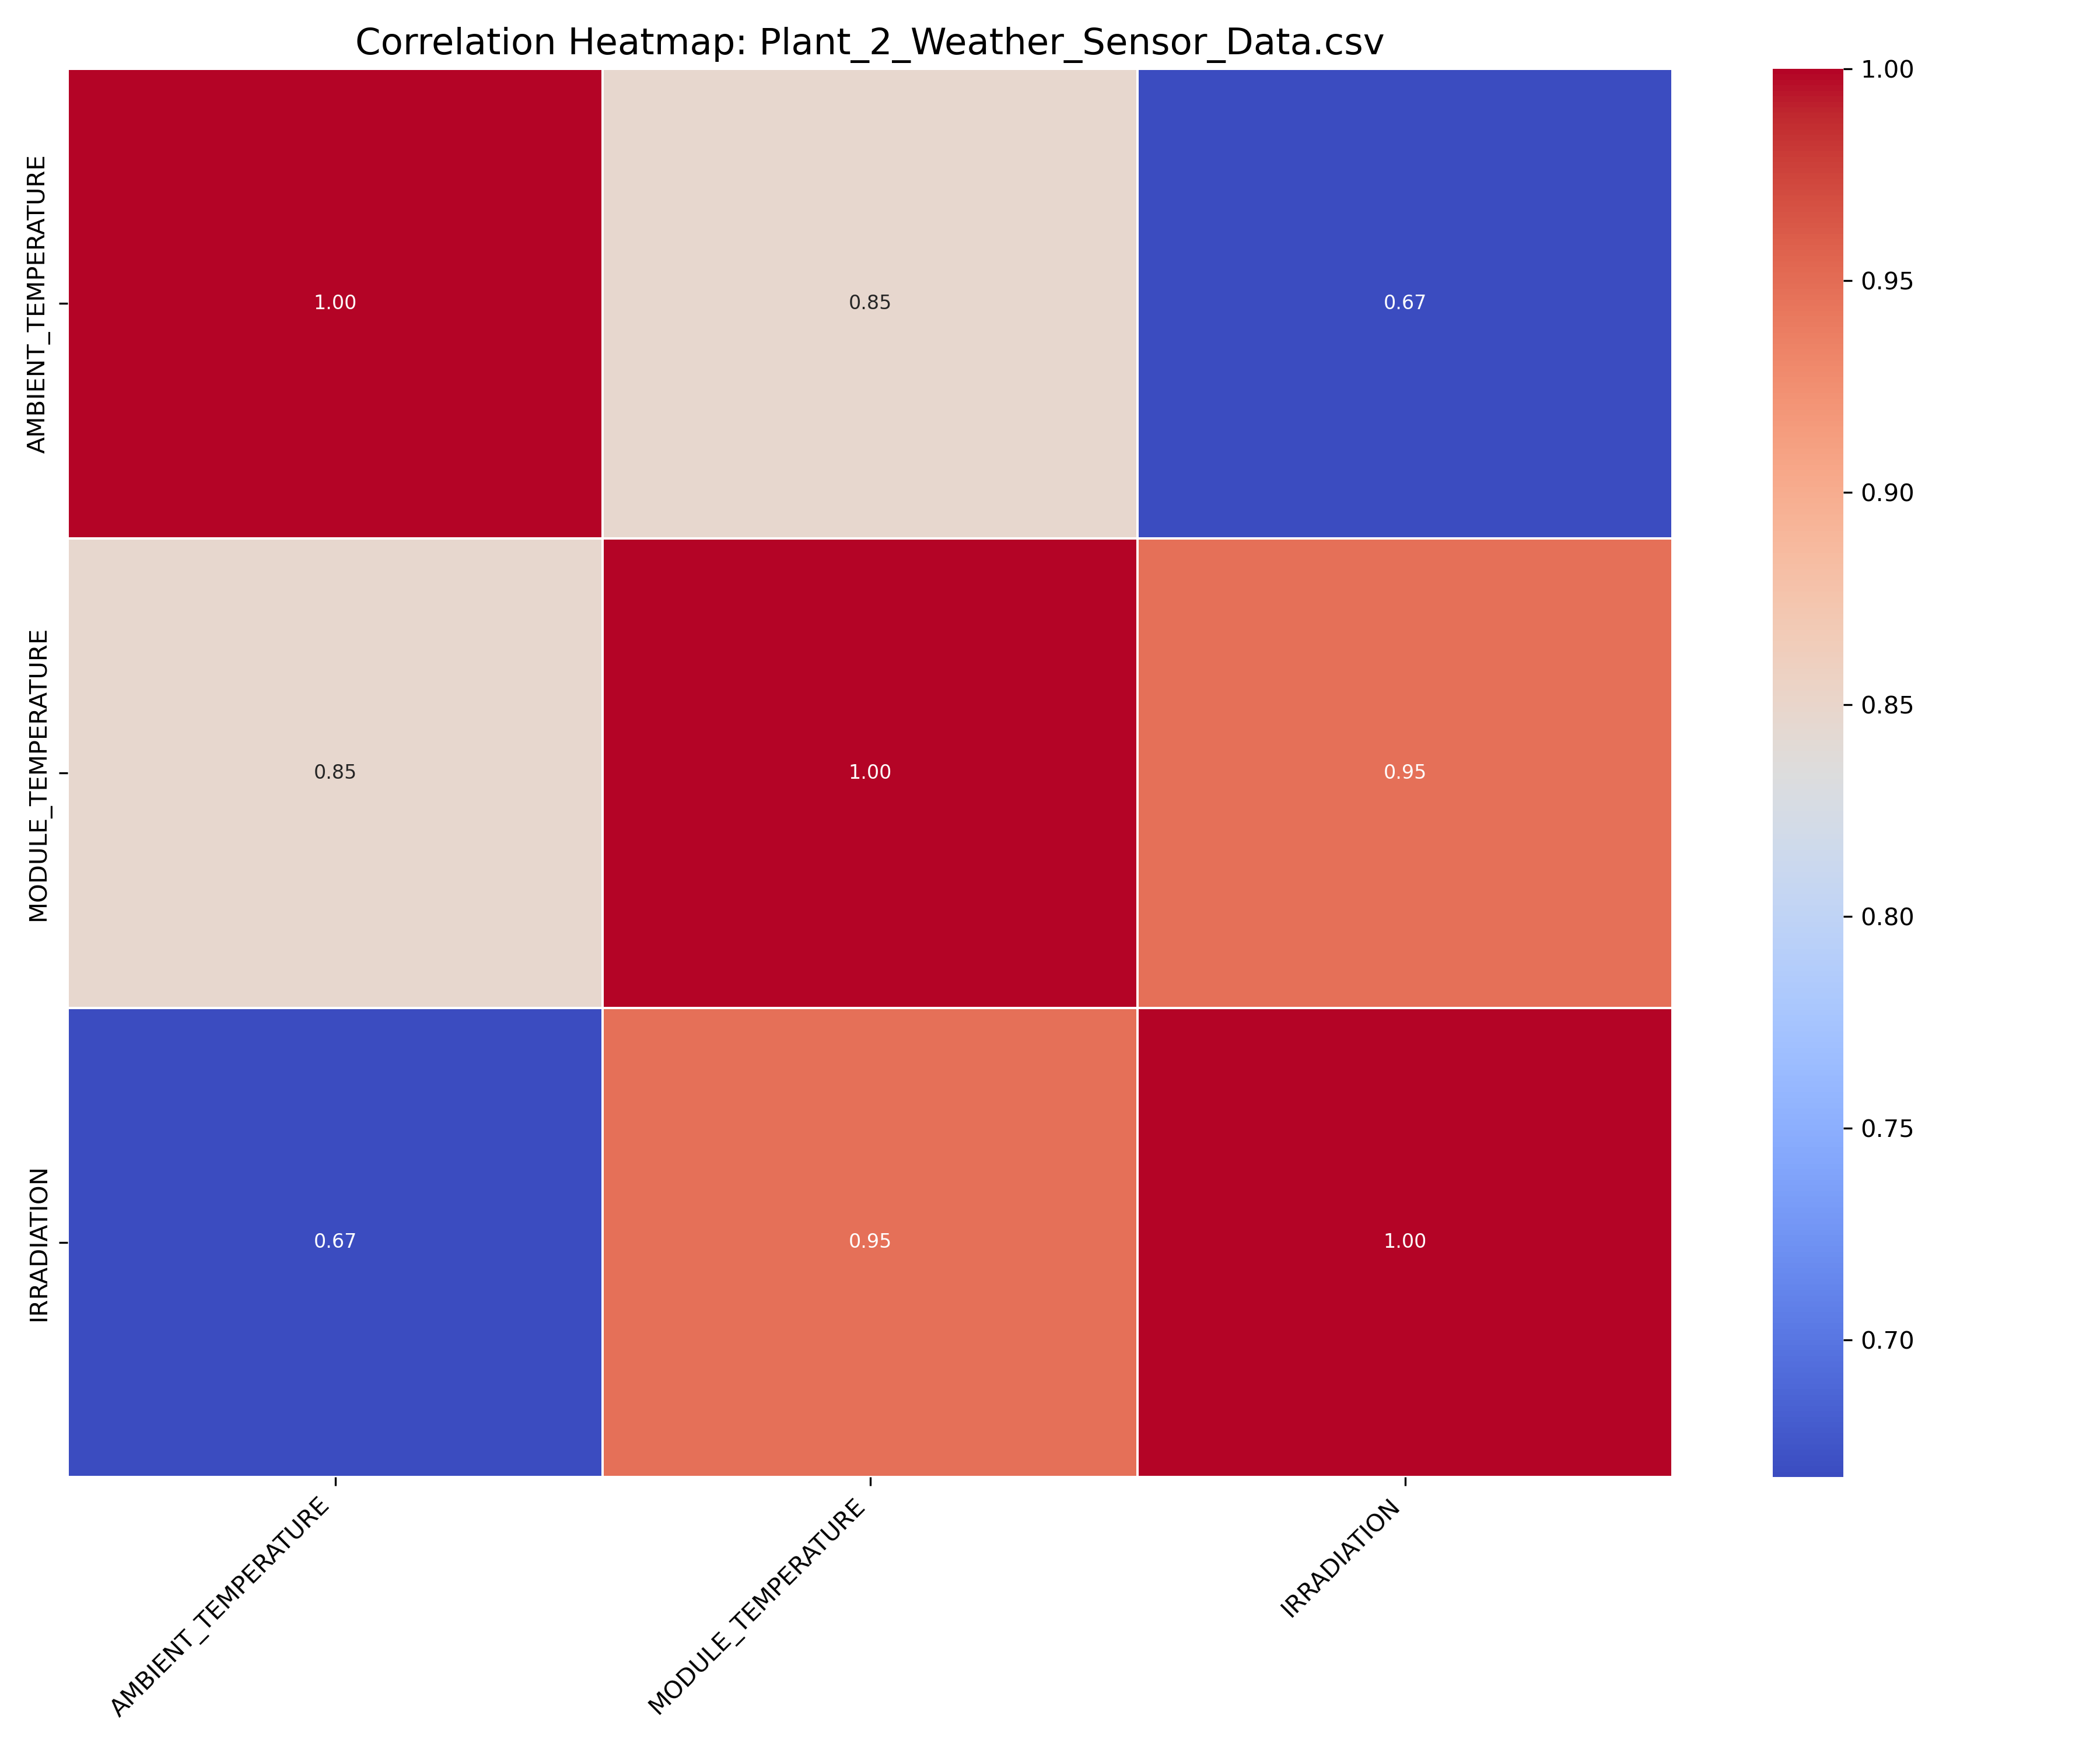 Correlation Heatmap: Plant_2_Weather_Sensor_Data.csv
AMBIENT_TEMPERATURE
1.00
0.85
0.67
MODULE_TEMPERATURE
0.85
1.00
0.95
IRRADIATION
0.67
0.95
1.00
AMBIENT_TEMPERATURE
MODULE_TEMPERATURE
IRRADIATION
1.00
0.95
0.90
0.85
0.80
0.75
0.70